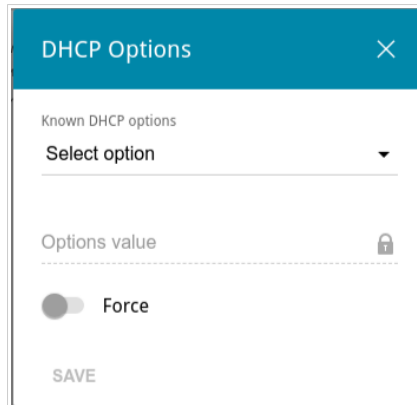 DHCP Options
Known DHCP options
Select option
Options value
Force
SAVE